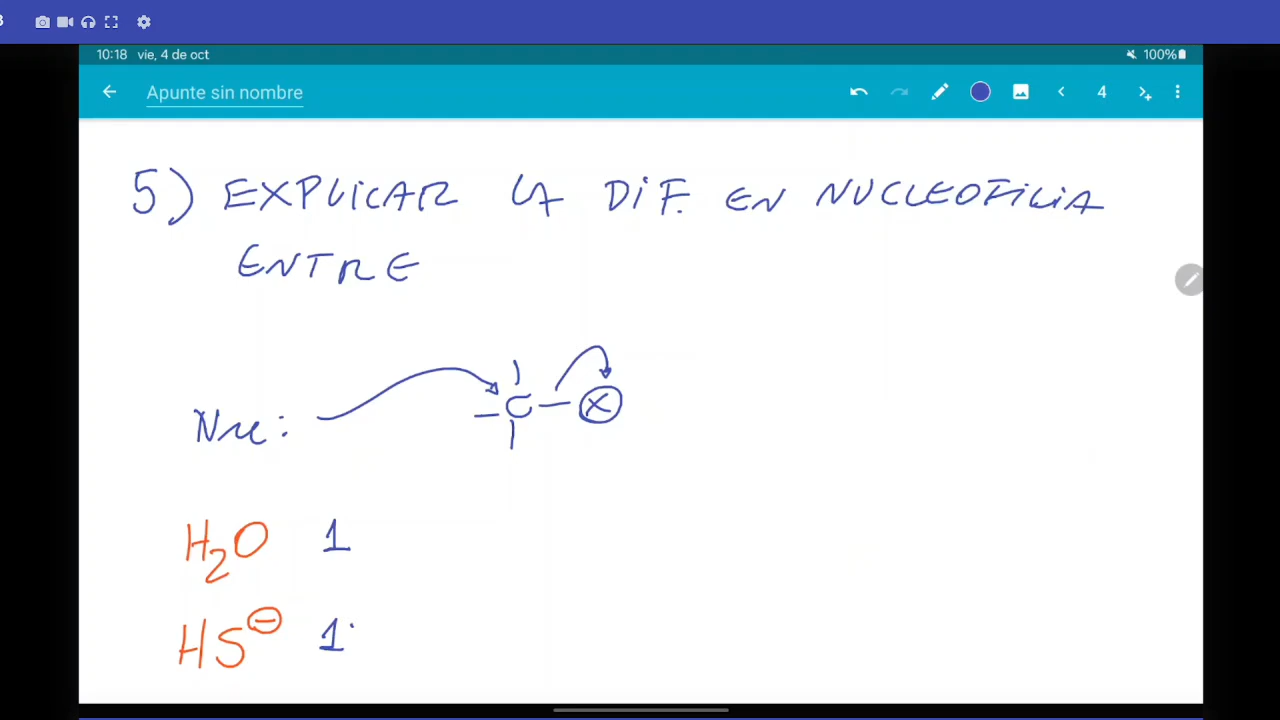 10:18 vie, 4 de oct 100%
Apunte sin nombre 4
5) EXPLICAR LA DIF. EN NUCLEOFILIA
ENTRE
Nu: C X
H₂O 1
HS⊖ 1